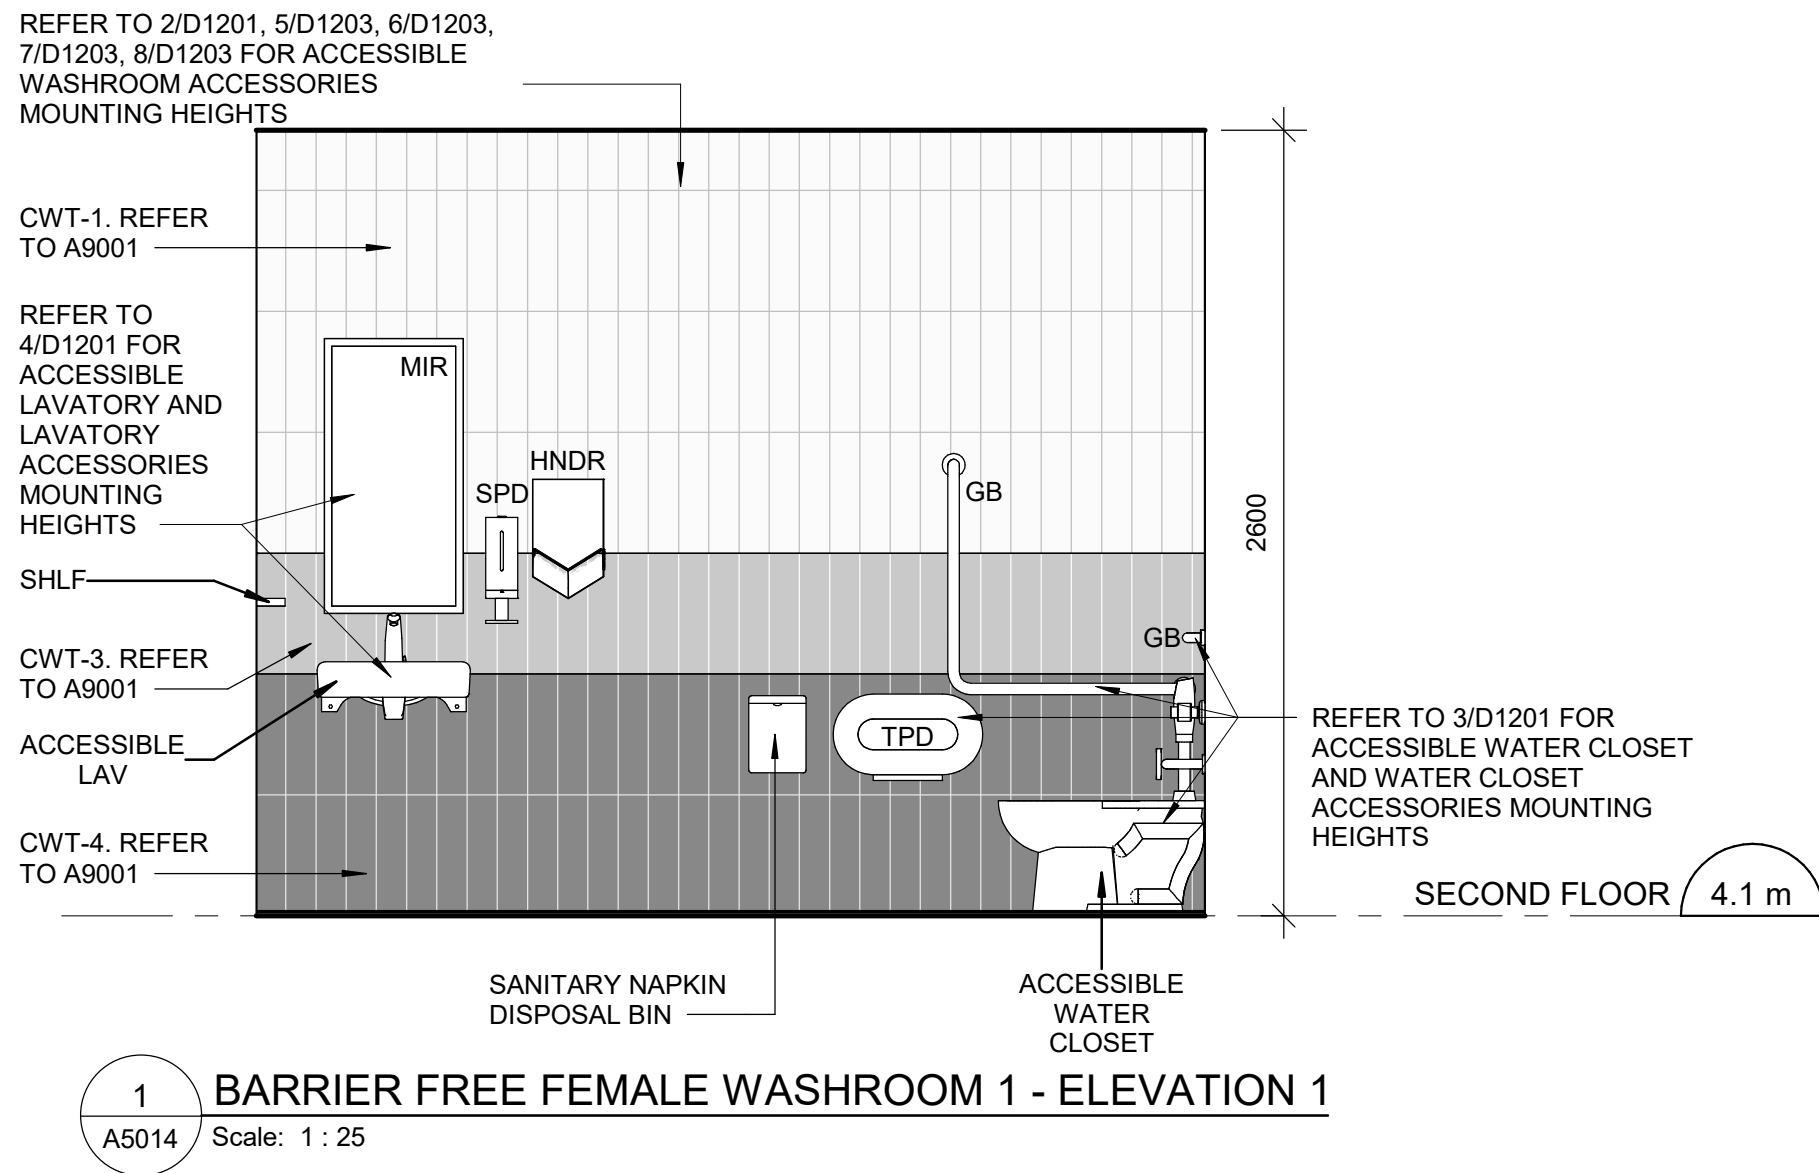 REFER TO 2/D1201, 5/D1203, 6/D1203,
7/D1203, 8/D1203 FOR ACCESSIBLE
WASHROOM ACCESSORIES
MOUNTING HEIGHTS
CWT-1. REFER
TO A9001
REFER TO
4/D1201 FOR
ACCESSIBLE
LAVATORY AND
LAVATORY
ACCESSORIES
MOUNTING
HEIGHTS
SHLF
CWT-3. REFER
TO A9001
ACCESSIBLE
LAV
CWT-4. REFER
TO A9001
MIR
SPD
HNDR
GB
GB
TPD
2600
REFER TO 3/D1201 FOR
ACCESSIBLE WATER CLOSET
AND WATER CLOSET
ACCESSORIES MOUNTING
HEIGHTS
SECOND FLOOR
4.1 m
SANITARY NAPKIN
DISPOSAL BIN
ACCESSIBLE
WATER
CLOSET
1
A5014
BARRIER FREE FEMALE WASHROOM 1 - ELEVATION 1
Scale: 1 : 25